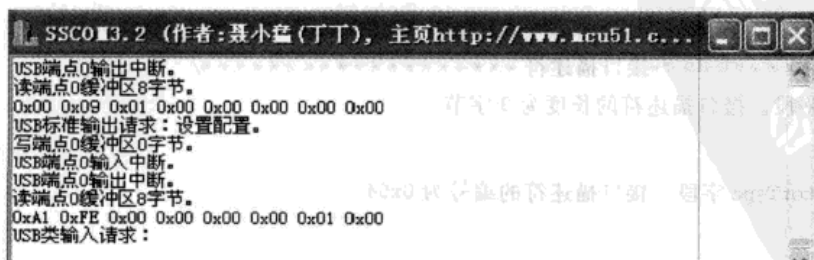 SSCOM3.2 (作者:聂小猛(丁丁), 主页http://www.mcu51.c...
USB端点0输出中断。
读端点0缓冲区8字节。
0x00 0x09 0x01 0x00 0x00 0x00 0x00 0x00
USB标准输出请求：设置配置。
写端点0缓冲区0字节。
USB端点0输入中断。
USB端点0输出中断。
读端点0缓冲区8字节。
0xA1 0xFE 0x00 0x00 0x00 0x00 0x01 0x00
USB类输入请求：